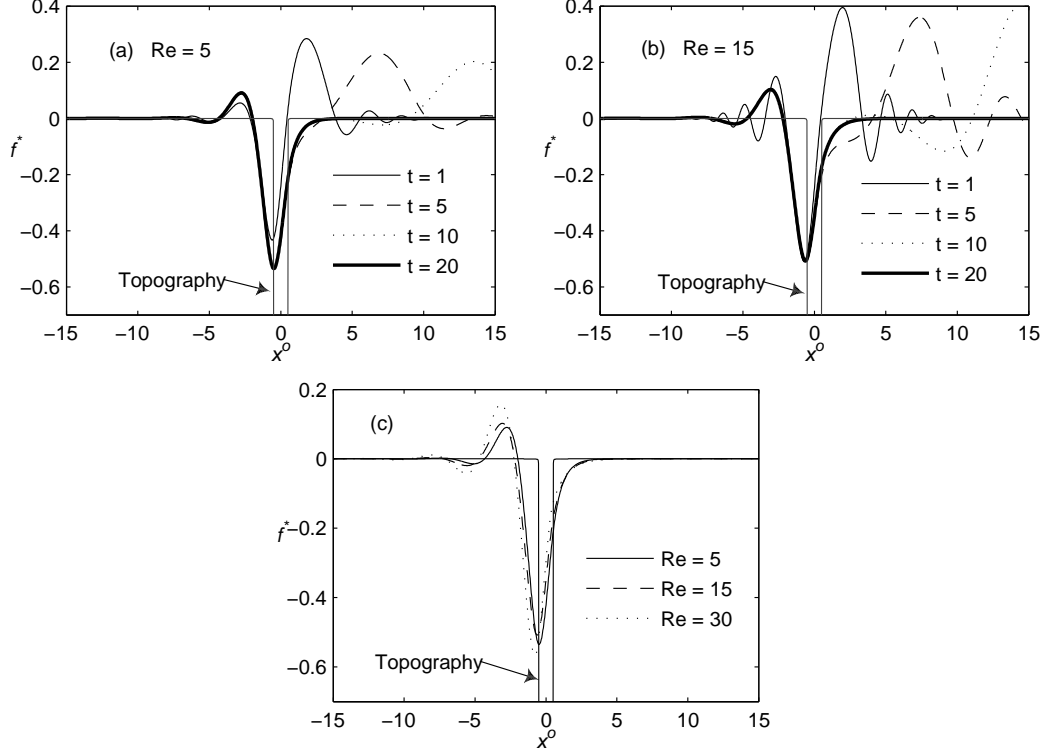 0.4
0.2
0
−0.2
−0.4
−0.6
f*
(a) Re = 5
t = 1
t = 5
t = 10
t = 20
Topography
−15 −10 −5 0 5 10 15
xo
0.4
0.2
0
−0.2
−0.4
−0.6
f*
(b) Re = 15
t = 1
t = 5
t = 10
t = 20
Topography
−15 −10 −5 0 5 10 15
xo
0.2
0
−0.2
−0.4
−0.6
f*
(c)
Re = 5
Re = 15
Re = 30
Topography
−15 −10 −5 0 5 10 15
xo